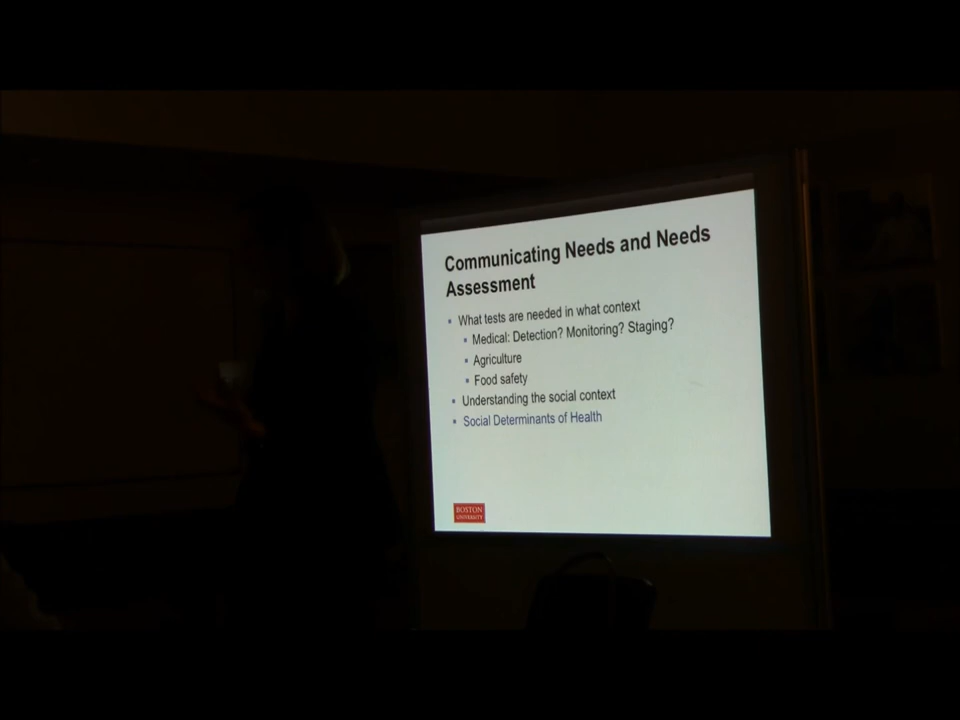 Communicating Needs and Needs
Assessment
• What tests are needed in what context
• Medical: Detection? Monitoring? Staging?
• Agriculture
• Food safety
• Understanding the social context
• Social Determinants of Health
BOSTON
UNIVERSITY